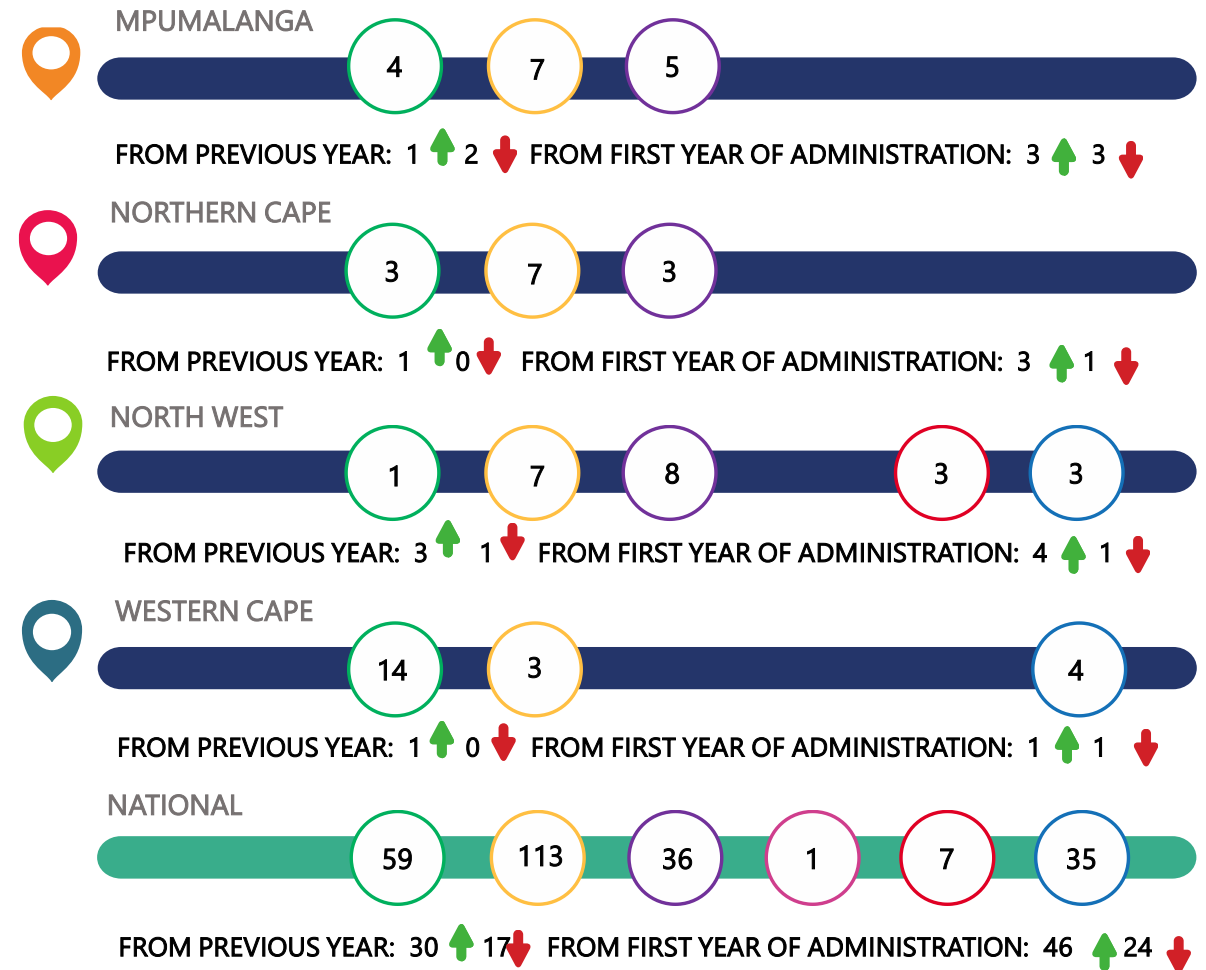 MPUMALANGA
4 7 5
FROM PREVIOUS YEAR: 1 2 FROM FIRST YEAR OF ADMINISTRATION: 3 3
NORTHERN CAPE
3 7 3
FROM PREVIOUS YEAR: 1 0 FROM FIRST YEAR OF ADMINISTRATION: 3 1
NORTH WEST
1 7 8 3 3
FROM PREVIOUS YEAR: 3 1 FROM FIRST YEAR OF ADMINISTRATION: 4 1
WESTERN CAPE
14 3 4
FROM PREVIOUS YEAR: 1 0 FROM FIRST YEAR OF ADMINISTRATION: 1 1
NATIONAL
59 113 36 1 7 35
FROM PREVIOUS YEAR: 30 17 FROM FIRST YEAR OF ADMINISTRATION: 46 24